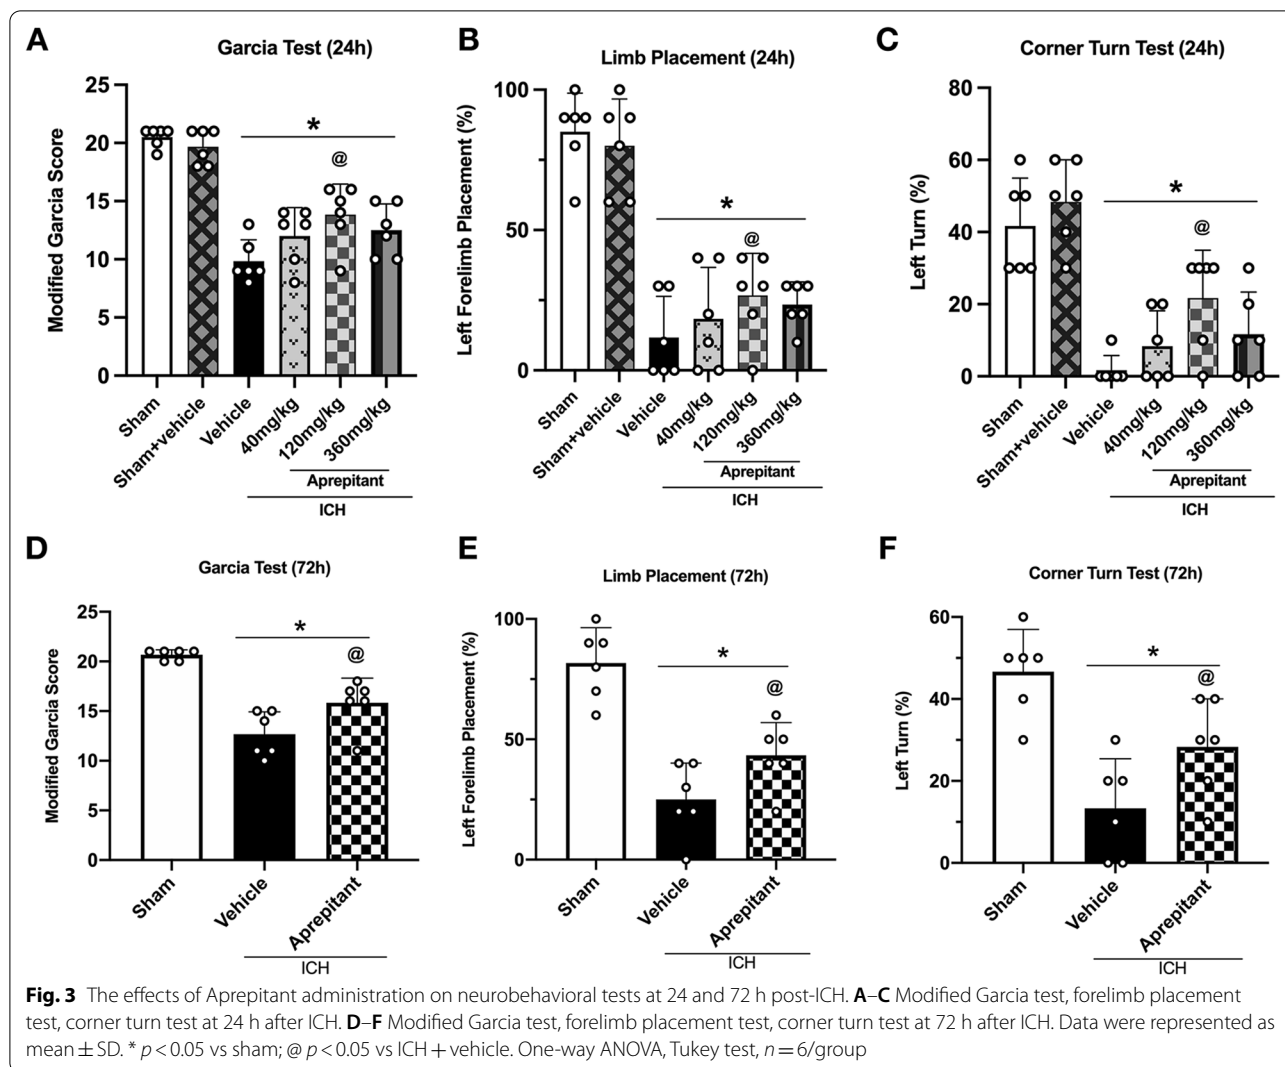 A
Garcia Test (24h)
Modified Garcia Score
25
20
15
10
5
0
*
@
Sham
Sham+vehicle
Vehicle
40mg/kg
120mg/kg
360mg/kg
Aprepitant
ICH
B
Limb Placement (24h)
Left Forelimb Placement (%)
100
50
0
*
@
Sham
Sham+vehicle
Vehicle
40mg/kg
120mg/kg
360mg/kg
Aprepitant
ICH
C
Corner Turn Test (24h)
Left Turn (%)
80
60
40
20
0
*
@
Sham
Sham+vehicle
Vehicle
40mg/kg
120mg/kg
360mg/kg
Aprepitant
ICH
D
Garcia Test (72h)
Modified Garcia Score
25
20
15
10
5
0
*
@
Sham
Vehicle
Aprepitant
ICH
E
Limb Placement (72h)
Left Forelimb Placement (%)
100
50
0
*
@
Sham
Vehicle
Aprepitant
ICH
F
Corner Turn Test (72h)
Left Turn (%)
60
40
20
0
*
@
Sham
Vehicle
Aprepitant
ICH
Fig. 3 The effects of Aprepitant administration on neurobehavioral tests at 24 and 72 h post-ICH. A–C Modified Garcia test, forelimb placement
test, corner turn test at 24 h after ICH. D–F Modified Garcia test, forelimb placement test, corner turn test at 72 h after ICH. Data were represented as
mean ± SD. * p < 0.05 vs sham; @ p < 0.05 vs ICH + vehicle. One-way ANOVA, Tukey test, n = 6/group